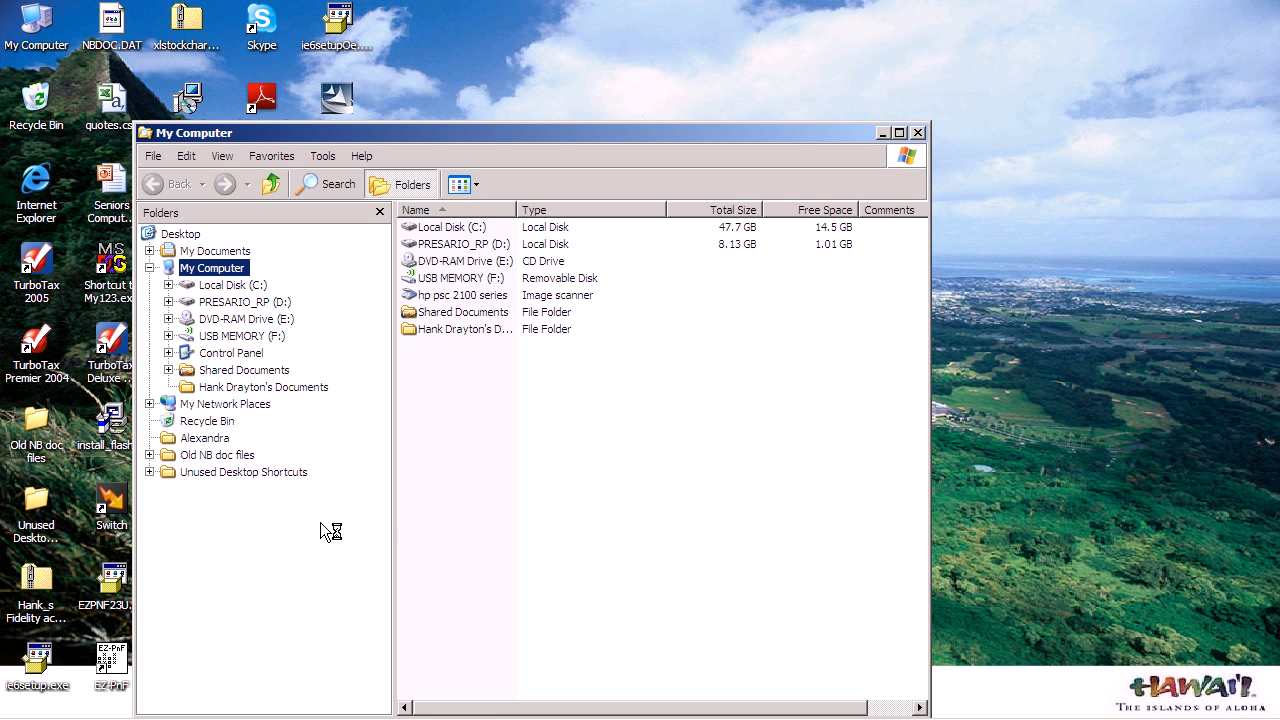 My Computer
NBDOC.DAT
xlstockchar...
Skype
ie6setupOe....
Recycle Bin
quotes.cs
Internet
Explorer
Seniors
Comput...
TurboTax
2005
MS
Shortcut t
My123.ex
TurboTax
Premier 2004
TurboTax
Deluxe ...
Old NB doc
files
install_flash
Unused
Deskto...
Switch
Hank_s
Fidelity ac...
EZPNF23U.
ie6setup.exe
EZ-PnF
EZ-PnF
My Computer
File Edit View Favorites Tools Help
Back Search Folders
Folders
Desktop
My Documents
My Computer
Local Disk (C:)
PRESARIO_RP (D:)
DVD-RAM Drive (E:)
USB MEMORY (F:)
Control Panel
Shared Documents
Hank Drayton's Documents
My Network Places
Recycle Bin
Alexandra
Old NB doc files
Unused Desktop Shortcuts
Name Type Total Size Free Space Comments
Local Disk (C:) Local Disk 47.7 GB 14.5 GB
PRESARIO_RP (D:) Local Disk 8.13 GB 1.01 GB
DVD-RAM Drive (E:) CD Drive
USB MEMORY (F:) Removable Disk
hp psc 2100 series Image scanner
Shared Documents File Folder
Hank Drayton's D... File Folder
HAWAI'I.
THE ISLANDS OF ALOHA